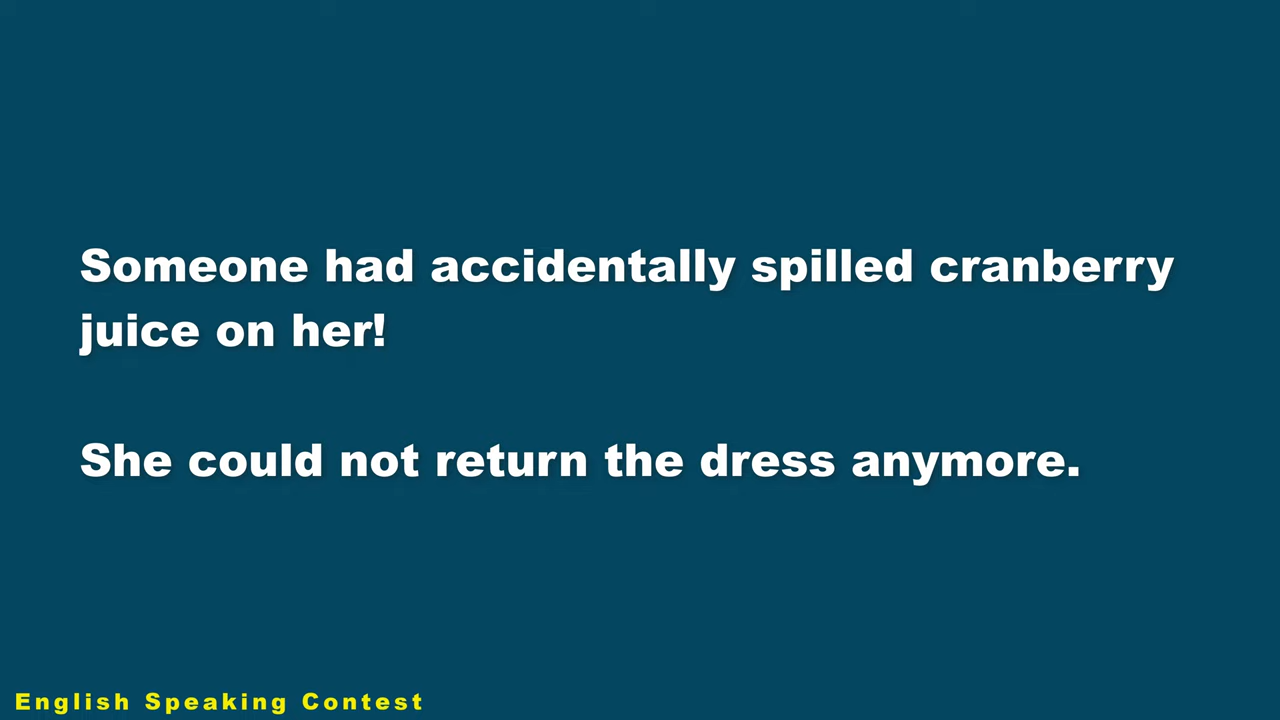 Someone had accidentally spilled cranberry
juice on her!
She could not return the dress anymore.
English Speaking Contest